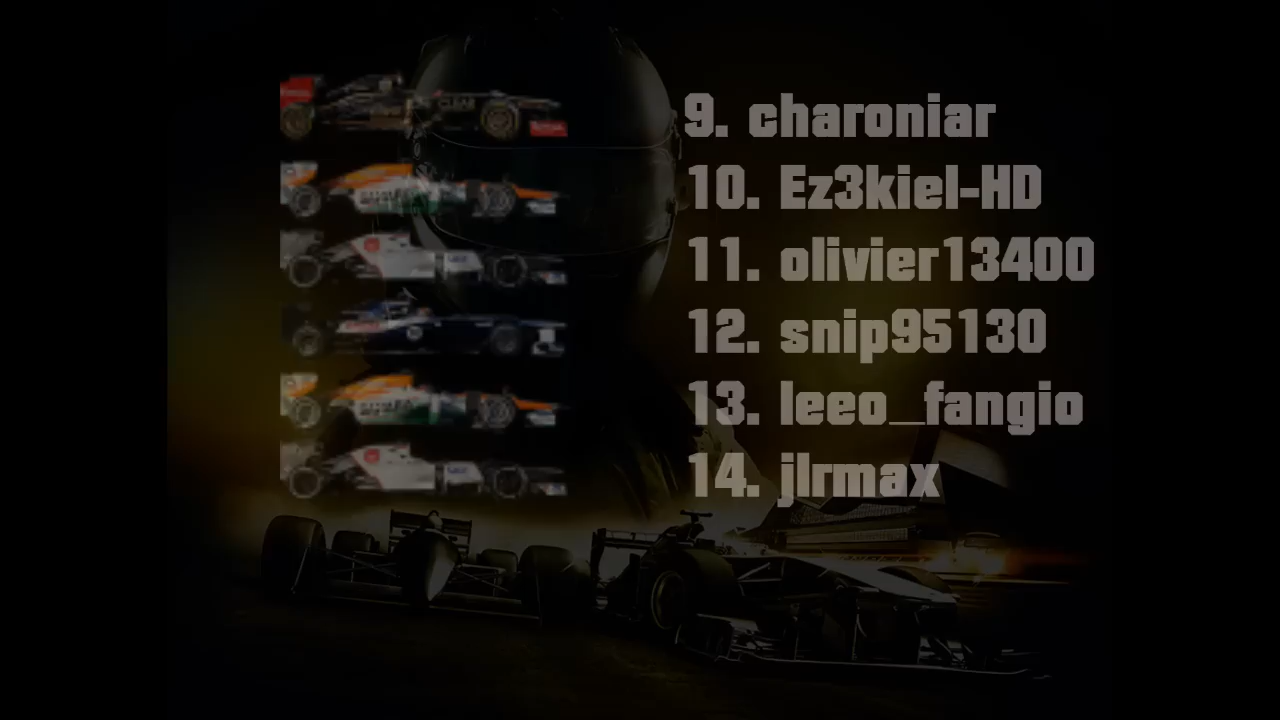 9. charoniar
10. Ez3kiel-HD
11. olivier13400
12. snip95130
13. leeo_fangio
14. jlrmax